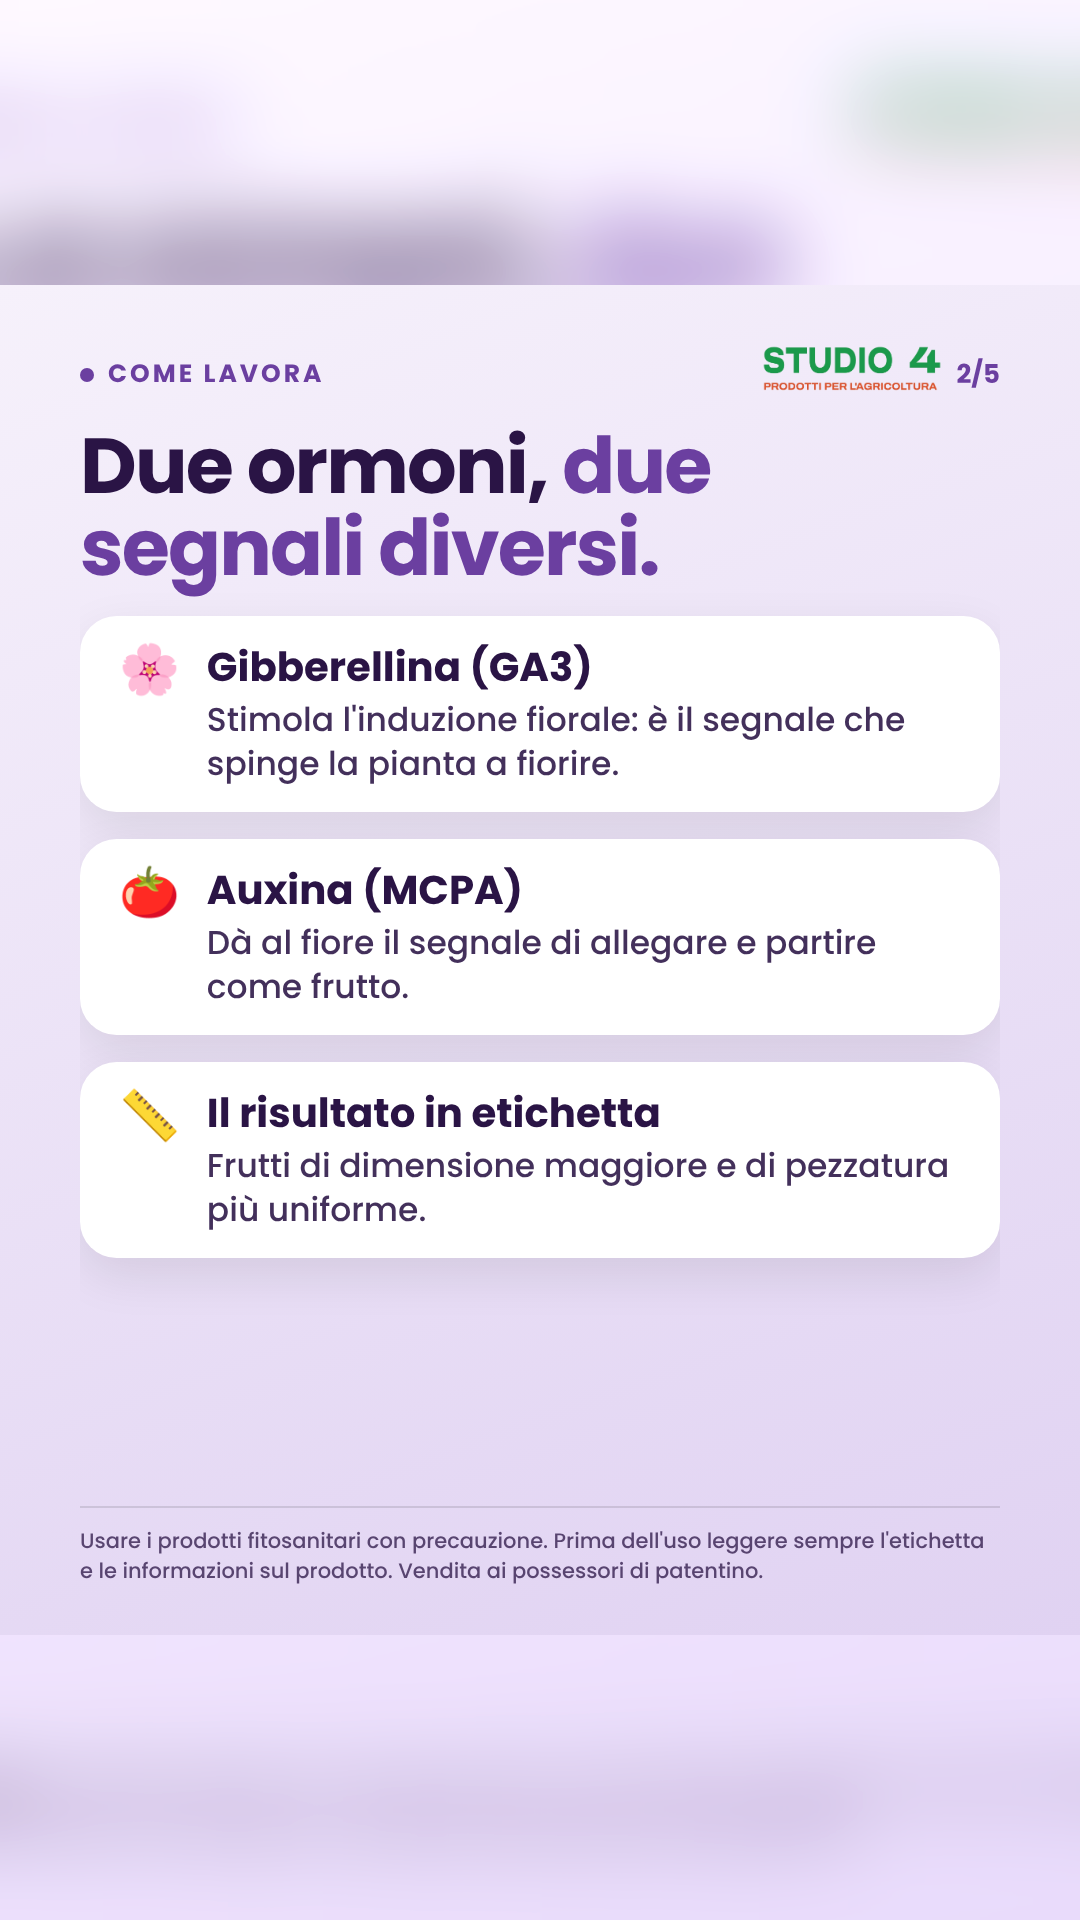 COME LAVORA
STUDIO 4
PRODOTTI PER L'AGRICOLTURA
2/5
Due ormoni, due
segnali diversi.
Gibberellina (GA3)
Stimola l'induzione fiorale: è il segnale che
spinge la pianta a fiorire.
Auxina (MCPA)
Dà al fiore il segnale di allegare e partire
come frutto.
Il risultato in etichetta
Frutti di dimensione maggiore e di pezzatura
più uniforme.
Usare i prodotti fitosanitari con precauzione. Prima dell'uso leggere sempre l'etichetta
e le informazioni sul prodotto. Vendita ai possessori di patentino.